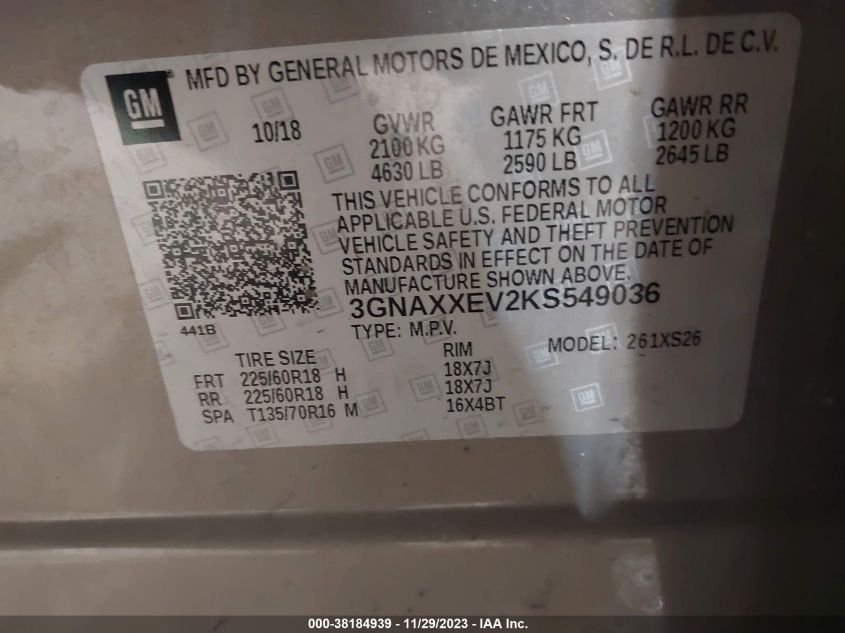 GM
MFD BY GENERAL MOTORS DE MEXICO, S. DE R.L. DE C.V.
10/18 GVWR GAWR FRT GAWR RR
2100 KG 1175 KG 1200 KG
4630 LB 2590 LB 2645 LB
THIS VEHICLE CONFORMS TO ALL
APPLICABLE U.S. FEDERAL MOTOR
VEHICLE SAFETY AND THEFT PREVENTION
STANDARDS IN EFFECT ON THE DATE OF
MANUFACTURE SHOWN ABOVE.
3GNAXXEV2KS549036
441B
TYPE: M.P.V. MODEL: 261XS26
TIRE SIZE RIM
FRT 225/60R18 H 18X7J
RR 225/60R18 H 18X7J
SPA T135/70R16 M 16X4BT
000-38184939 - 11/29/2023 - IAA Inc.